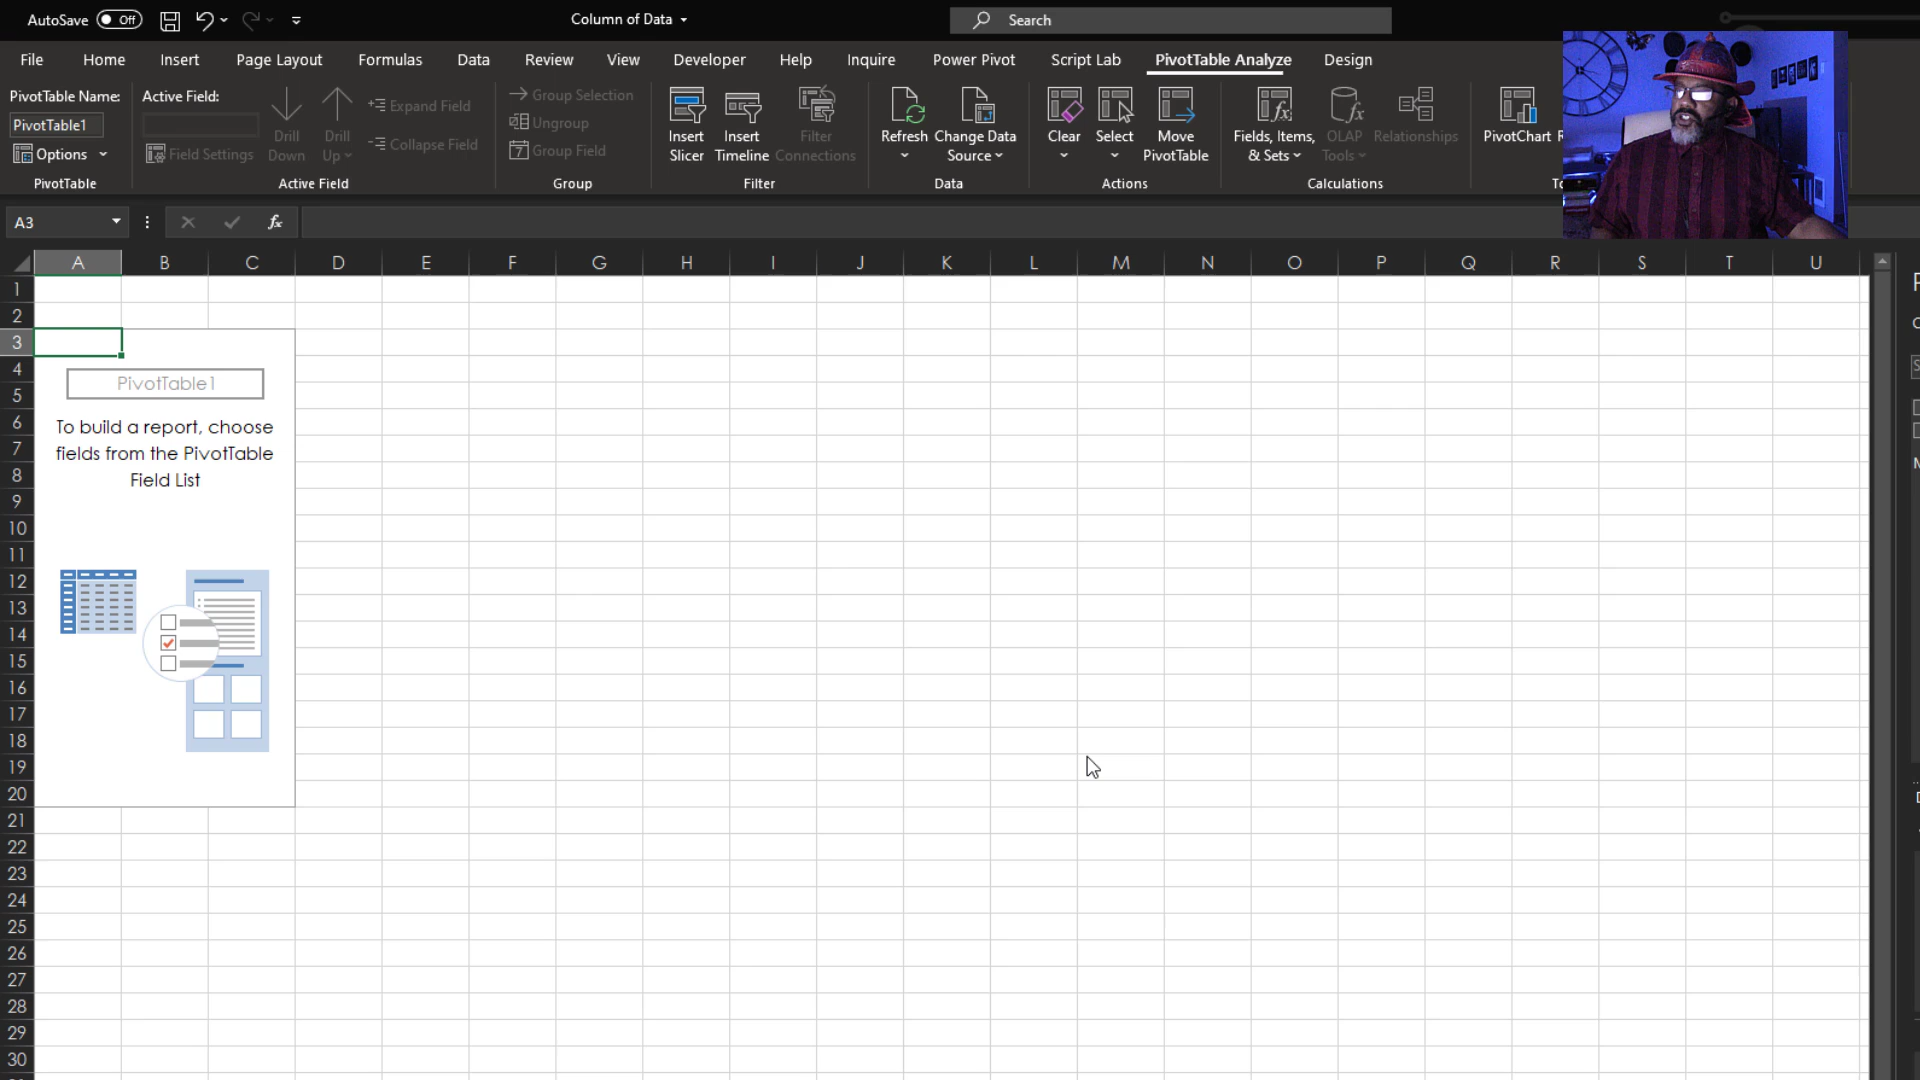 AutoSave Off Column of Data Search
File Home Insert Page Layout Formulas Data Review View Developer Help Inquire Power Pivot Script Lab PivotTable Analyze Design
PivotTable Name:
PivotTable1
Options
PivotTable
Active Field:
Field Settings
Drill Down
Drill Up
Expand Field
Collapse Field
Active Field
Group Selection
Ungroup
7 Group Field
Group
Insert Slicer
Insert Timeline
Filter Connections
Filter
Refresh
Change Data Source
Data
Clear
Select
Move PivotTable
Actions
Fields, Items, & Sets
OLAP Tools
Relationships
Calculations
PivotChart
A3 fx
A B C D E F G H I J K L M N O P Q R S T U
1
2
3
4
5
6
7
8
9
10
11
12
13
14
15
16
17
18
19
20
21
22
23
24
25
26
27
28
29
30
PivotTable1
To build a report, choose
fields from the PivotTable
Field List